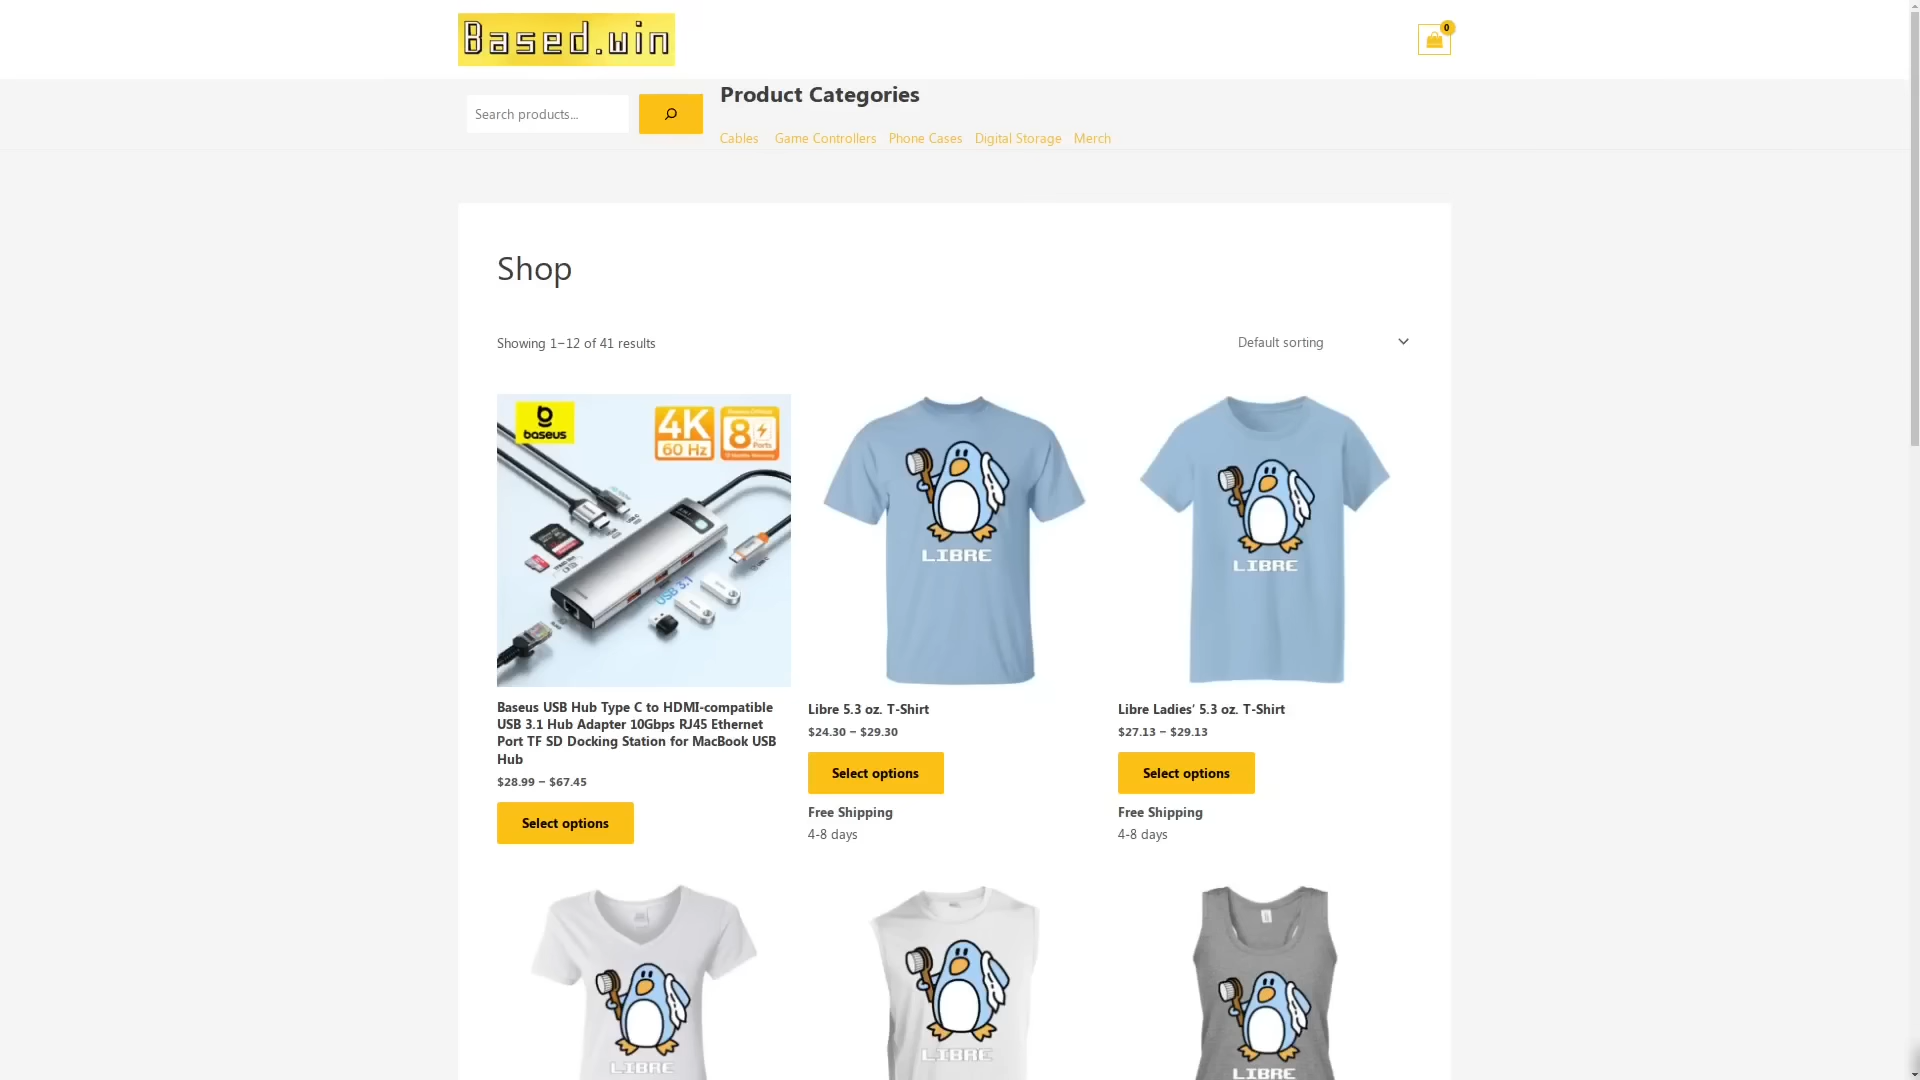 Based.win
0
Search products...
Product Categories
Cables
Game Controllers
Phone Cases
Digital Storage
Merch
Shop
Showing 1–12 of 41 results
Default sorting
baseus
4K
60 Hz
8
Ports
USB 3.1
LIBRE
LIBRE
Baseus USB Hub Type C to HDMI-compatible
USB 3.1 Hub Adapter 10Gbps RJ45 Ethernet
Port TF SD Docking Station for MacBook USB
Hub
$28.99 – $67.45
Select options
Libre 5.3 oz. T-Shirt
$24.30 – $29.30
Select options
Free Shipping
4-8 days
Libre Ladies’ 5.3 oz. T-Shirt
$27.13 – $29.13
Select options
Free Shipping
4-8 days
LIBRE
LIBRE
LIBRE